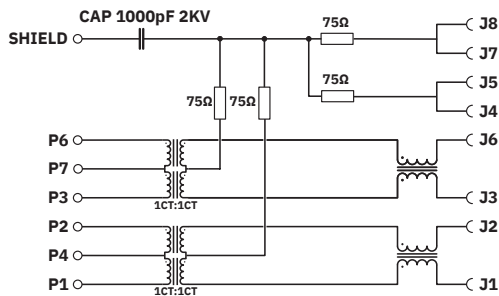 CAP 1000pF 2KV
75Ω
J8
SHIELD
J7
75Ω
J5
75Ω 75Ω
J4
P6
J6
P7
P3
J3
1CT:1CT
P2
J2
P4
P1
J1
1CT:1CT